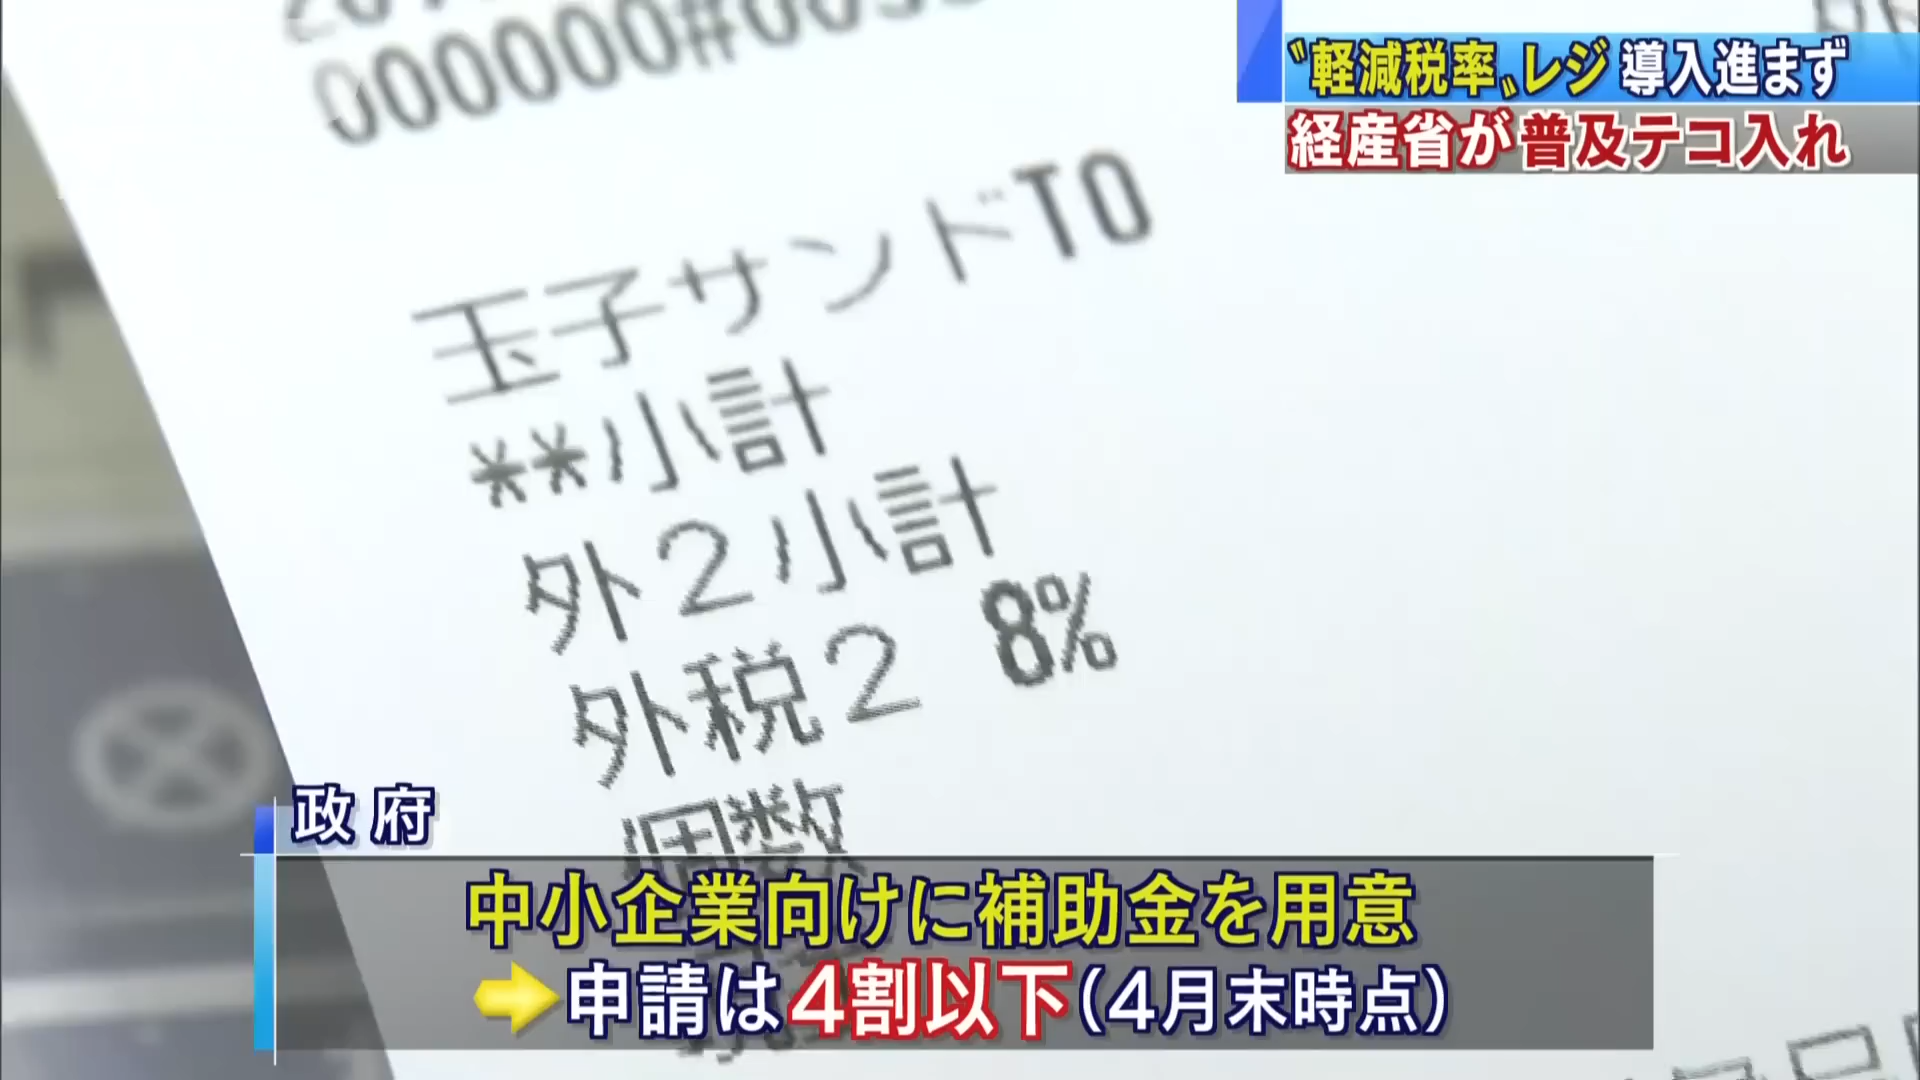 〝軽減税率〟レジ 導入進まず
経産省が普及テコ入れ
玉子サンドTO
**小計
外2小計
外税2 8%
個数
政府
中小企業向けに補助金を用意
申請は4割以下(4月末時点)